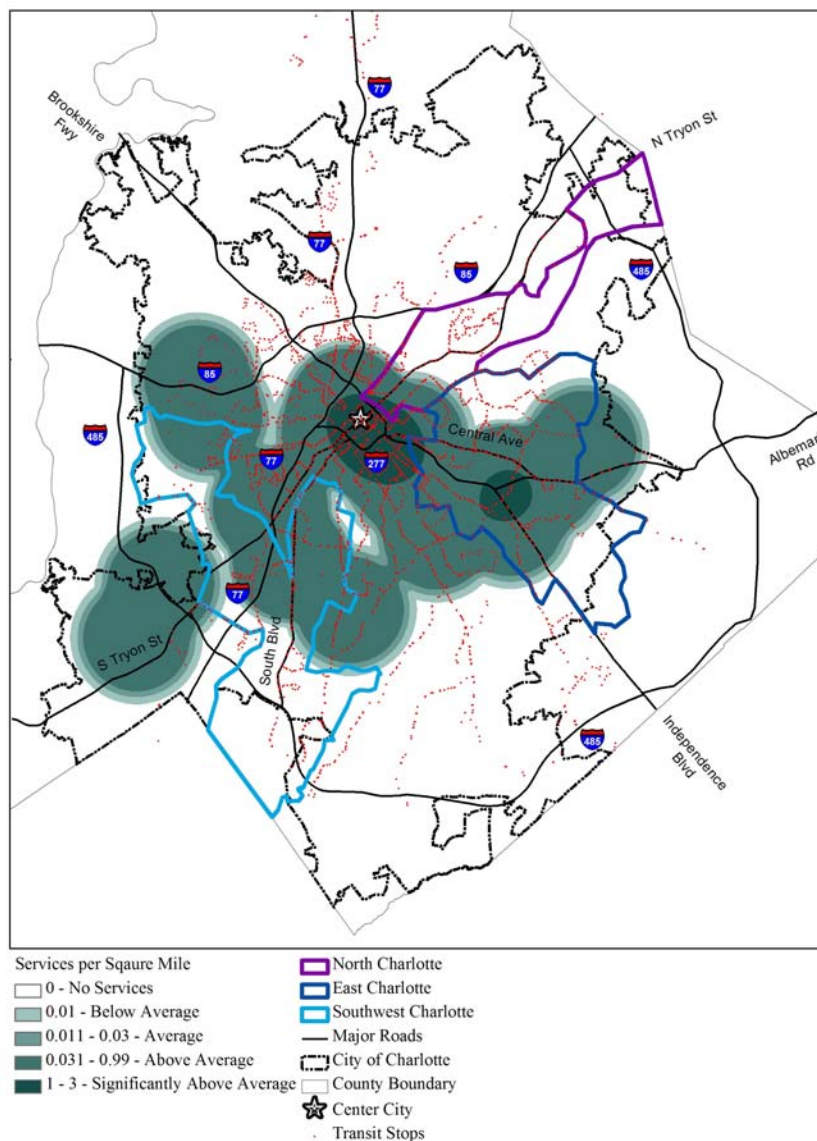 77
Brookshire
Fwy
N Tryon St
77
85
485
85
Central Ave
485
77
277
Albemar
Rd
77
S Tryon St
South Blvd
Independence
Blvd
485
Services per Sqaure Mile
0 - No Services
0.01 - Below Average
0.011 - 0.03 - Average
0.031 - 0.99 - Above Average
1 - 3 - Significantly Above Average
North Charlotte
East Charlotte
Southwest Charlotte
Major Roads
City of Charlotte
County Boundary
Center City
Transit Stops